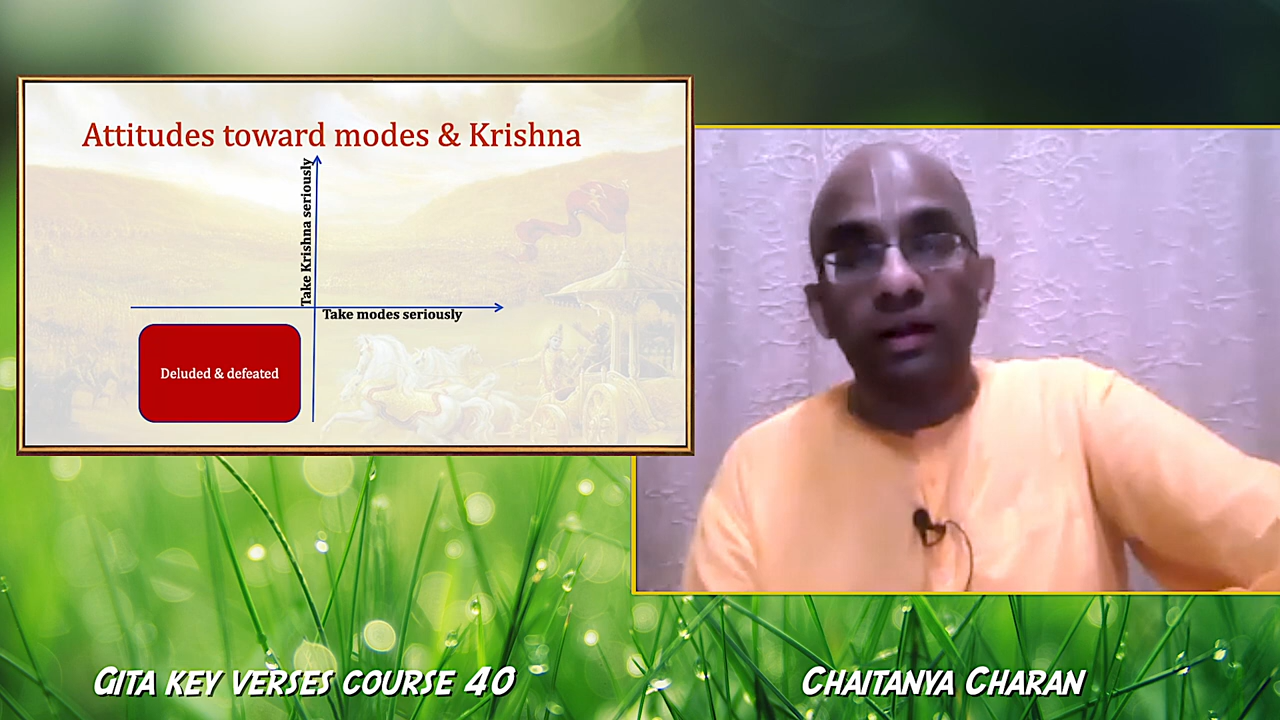 Attitudes toward modes & Krishna
Take Krishna seriously
Take modes seriously
Deluded & defeated
Gita key verses course 40
Chaitanya Charan